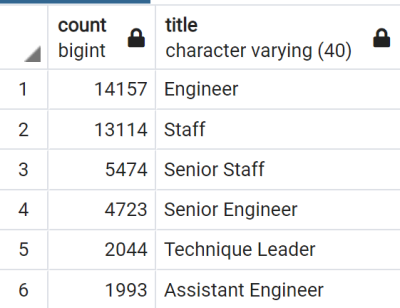 count title
bigint character varying (40)
1 14157 Engineer
2 13114 Staff
3 5474 Senior Staff
4 4723 Senior Engineer
5 2044 Technique Leader
6 1993 Assistant Engineer